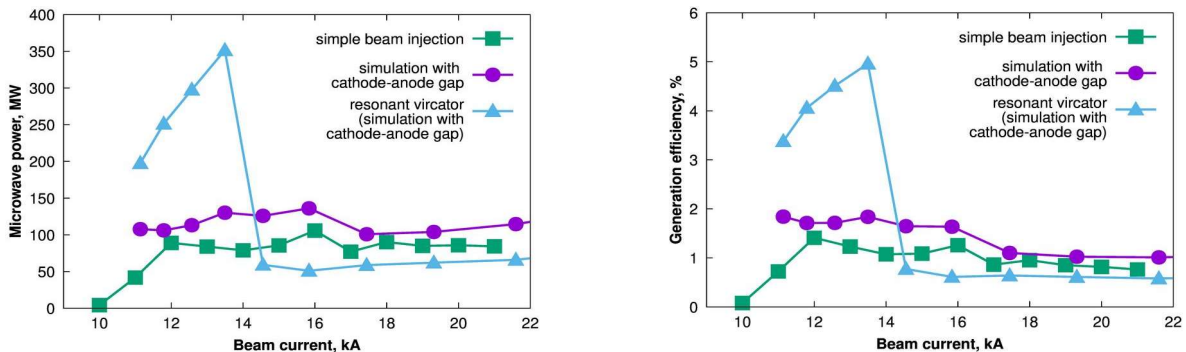 400
350
300
250
200
150
100
50
0
Microwave power, MW
simple beam injection
simulation with
cathode-anode gap
resonant vircator
(simulation with
cathode-anode gap)
10 12 14 16 18 20 22
Beam current, kA
6
5
4
3
2
1
0
Generation efficiency, %
simple beam injection
simulation with
cathode-anode gap
resonant vircator
(simulation with
cathode-anode gap)
10 12 14 16 18 20 22
Beam current, kA